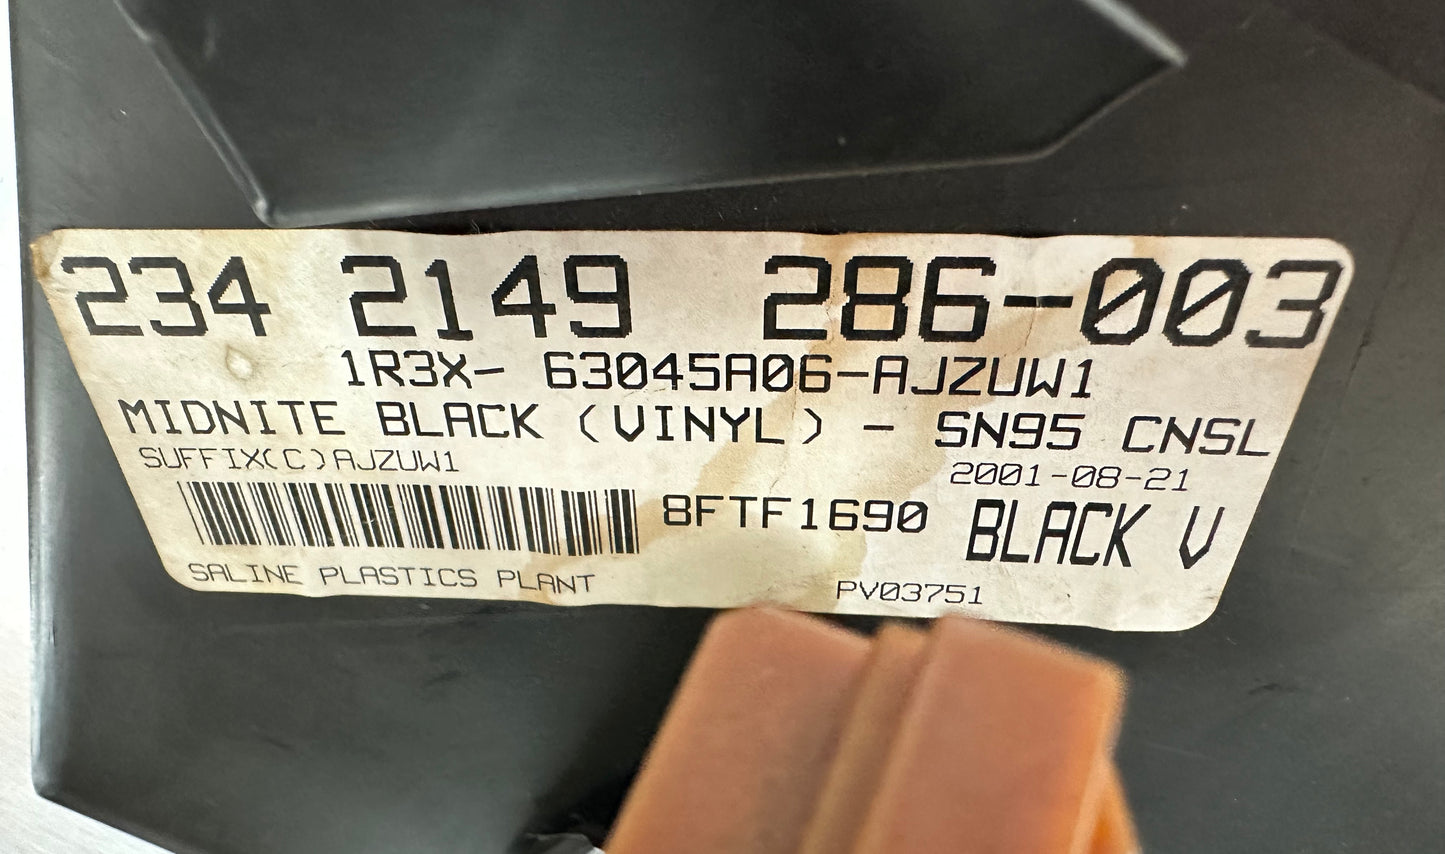 234 2149 286-003
1R3X- 63045A06-AJZUW1
MIDNITE BLACK (VINYL) - SN95 CNSL
SUFFIX(C)AJZUW1 2001-08-21
8FTF1690 BLACK V
SALINE PLASTICS PLANT PV03751